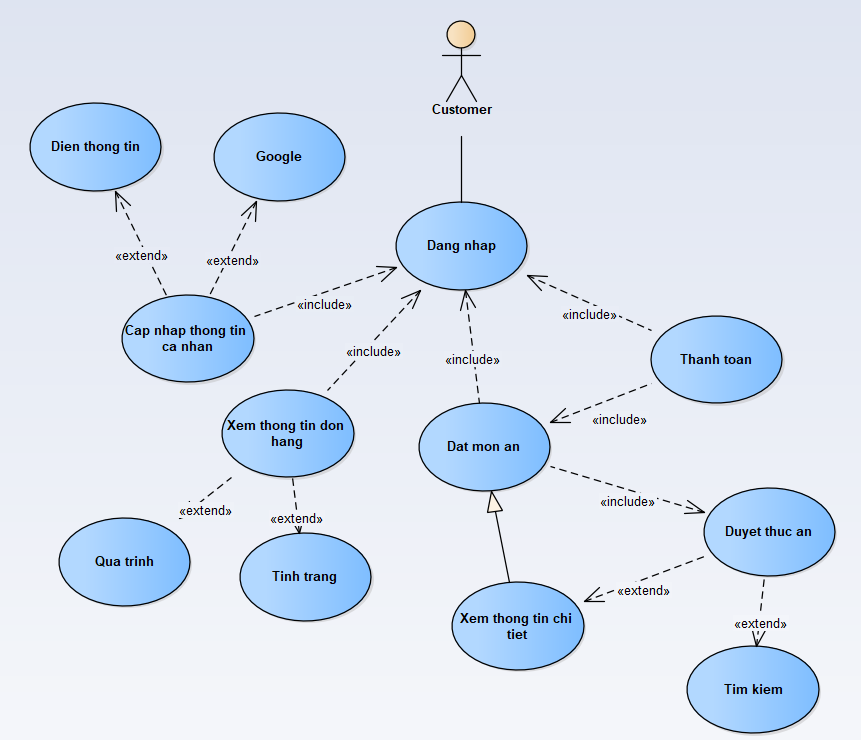 Customer
Dien thong tin
Google
Dang nhap
«extend»
«extend»
«include»
«include»
Cap nhap thong tin
ca nhan
«include»
«include»
Thanh toan
Xem thong tin don
hang
«include»
Dat mon an
«extend»
«extend»
«include»
Duyet thuc an
Qua trinh
Tinh trang
«extend»
Xem thong tin chi
tiet
«extend»
Tim kiem